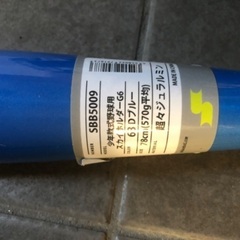 SBB5009
少年軟式野球用
スカイホルダーG6
63Dブルー
78cm(570g平均)
超々ジュラルミン
MADE IN